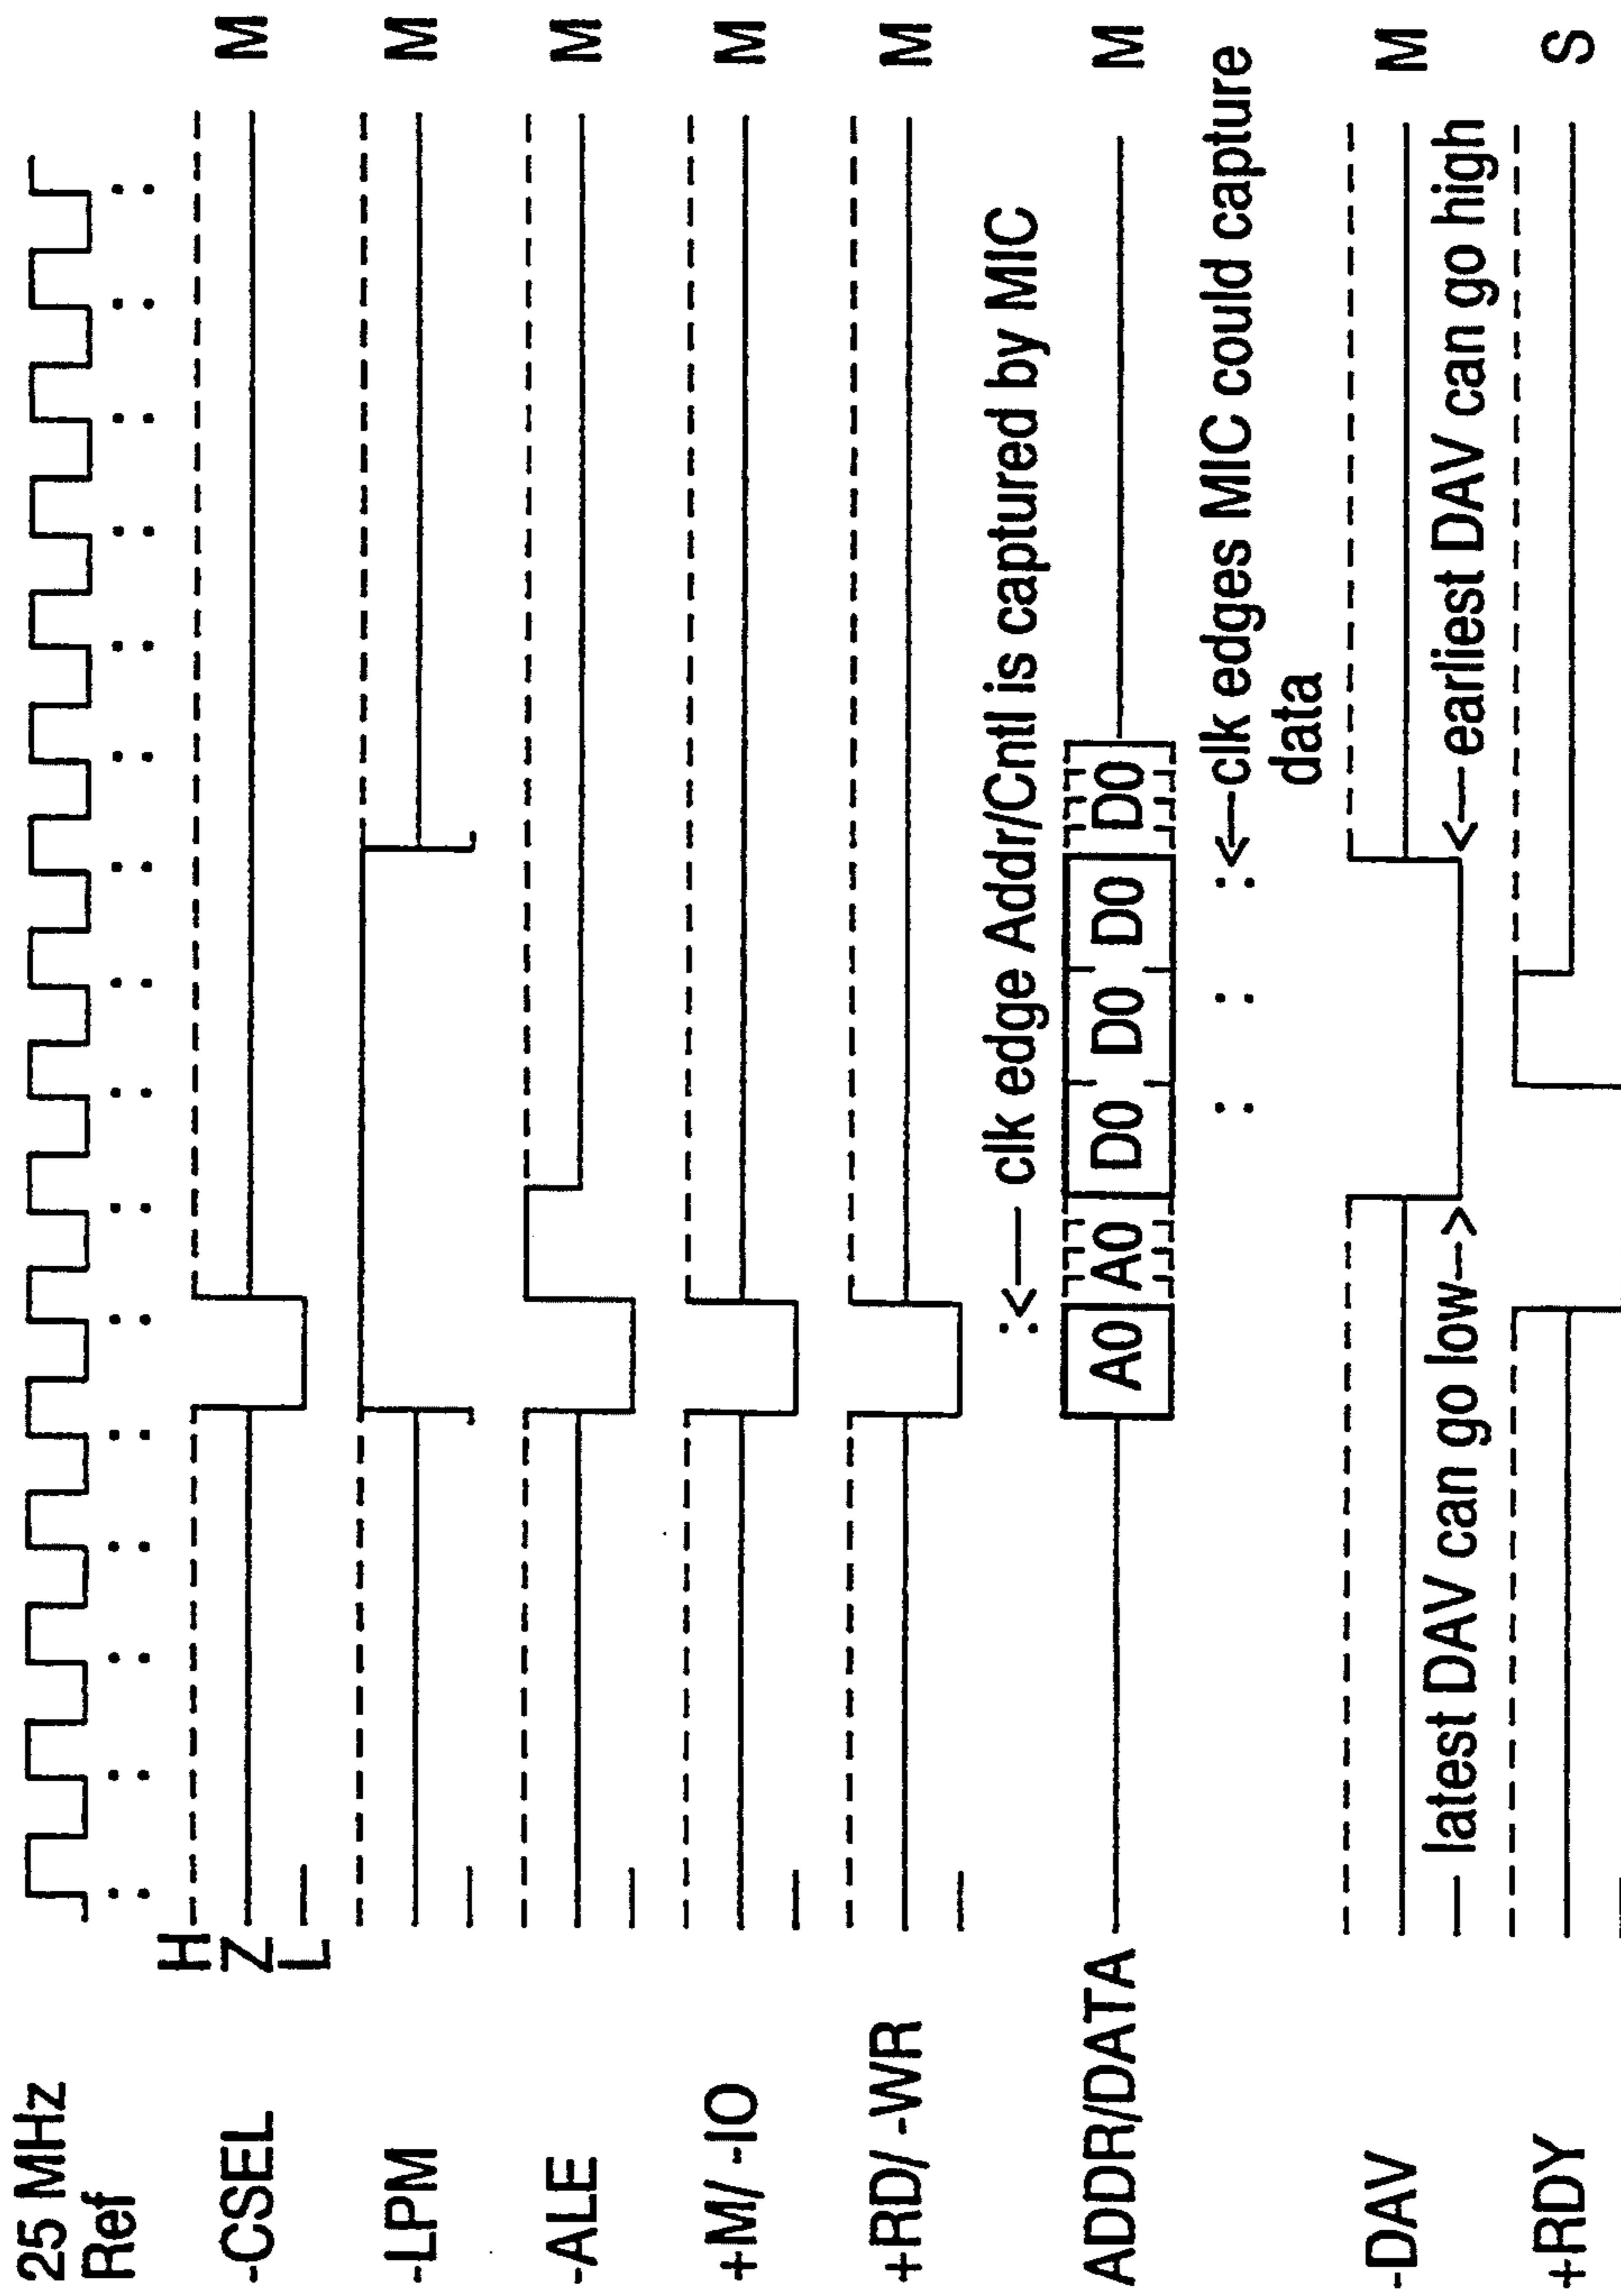 25 MHz
Ref
H
Z
L
-CSEL M
-LPM M
-ALE M
+M/ -IO M
+RD/ -WR M
:<— clk edge Addr/Cntl is captured by MIC
ADDR/DATA A0 A0 D0 D0 D0 D0 M
: : :<—clk edges MIC could capture
data
-DAV M
— latest DAV can go low—> <—earliest DAV can go high
+RDY S